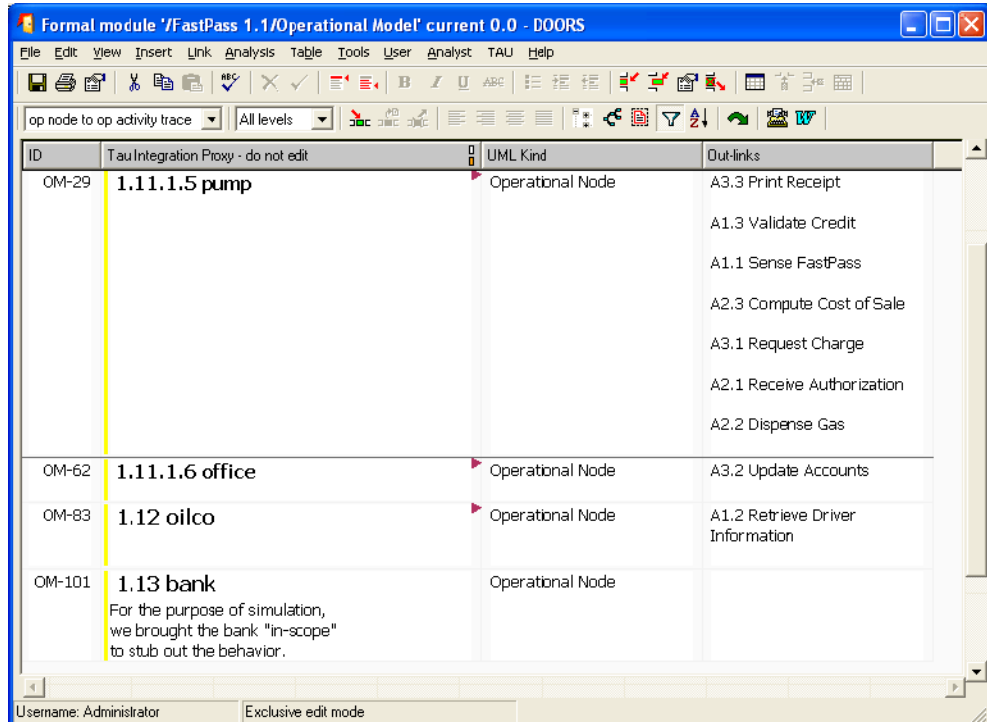 Formal module '/FastPass 1.1/Operational Model' current 0.0 - DOORS
File Edit View Insert Link Analysis Table Tools User Analyst TAU Help
ABC B I U ABC
op node to op activity trace All levels A Z W
ID Tau Integration Proxy - do not edit UML Kind Out-links
OM-29 1.11.1.5 pump Operational Node A3.3 Print Receipt
A1.3 Validate Credit
A1.1 Sense FastPass
A2.3 Compute Cost of Sale
A3.1 Request Charge
A2.1 Receive Authorization
A2.2 Dispense Gas
OM-62 1.11.1.6 office Operational Node A3.2 Update Accounts
OM-83 1.12 oilco Operational Node A1.2 Retrieve Driver
Information
OM-101 1.13 bank Operational Node
For the purpose of simulation,
we brought the bank "in-scope"
to stub out the behavior.
Username: Administrator Exclusive edit mode